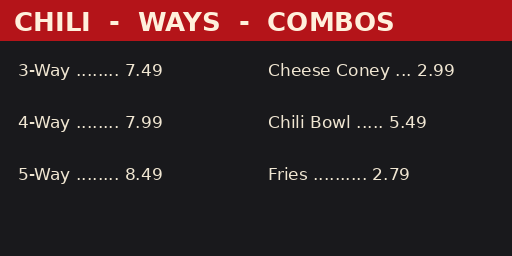 CHILI - WAYS - COMBOS
3-Way ........ 7.49
Cheese Coney ... 2.99
4-Way ........ 7.99
Chili Bowl ..... 5.49
5-Way ........ 8.49
Fries .......... 2.79